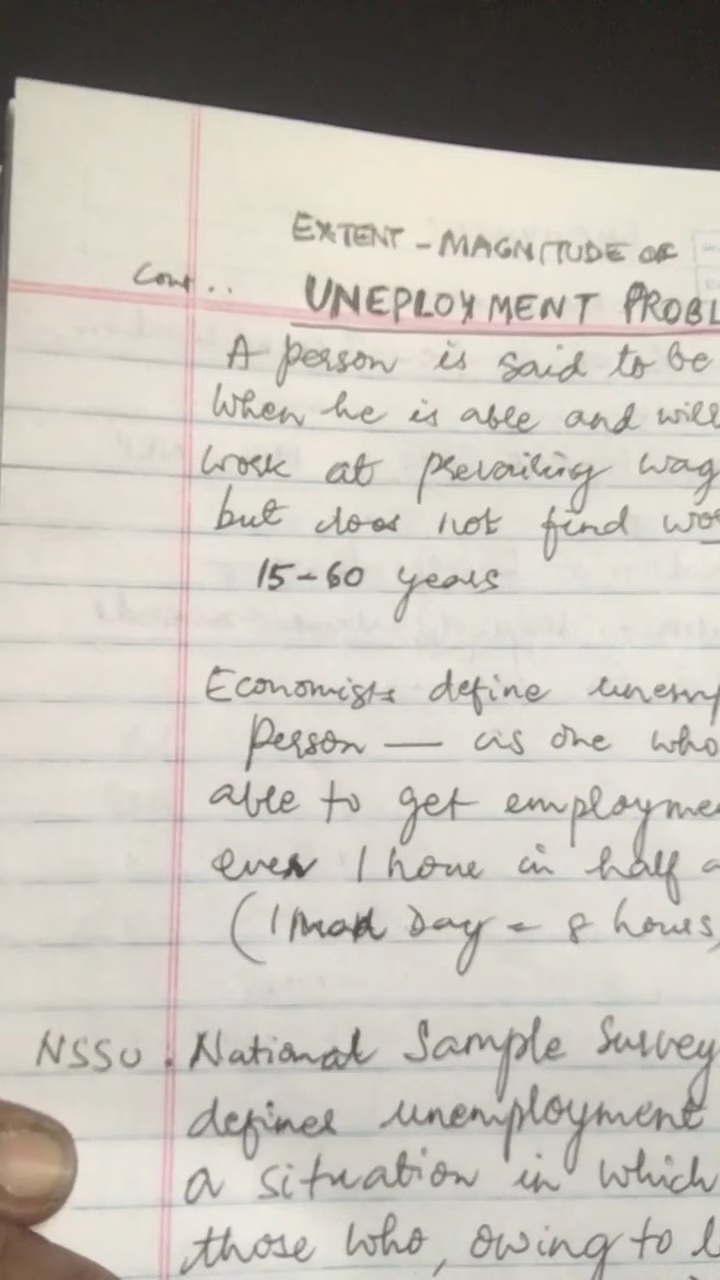 EXTENT - MAGNITUDE OF
Cont..
UNEPLOYMENT PROBL
A person is said to be
When he is able and will
work at prevailing wag
but does not find wo
15-60 years
Economists define unemp
Person — as one who
able to get employme
even 1 hour in half a
(1 Man Day = 8 hours)
NSSO . National Sample Survey
defines unemployment
a situation in which
those who, owing to l